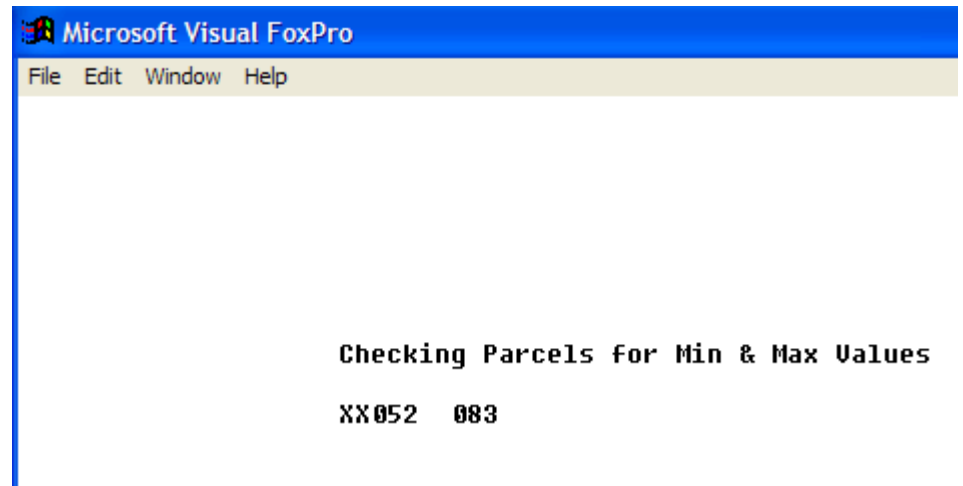 Microsoft Visual FoxPro
File Edit Window Help
Checking Parcels for Min & Max Values
XX052 083